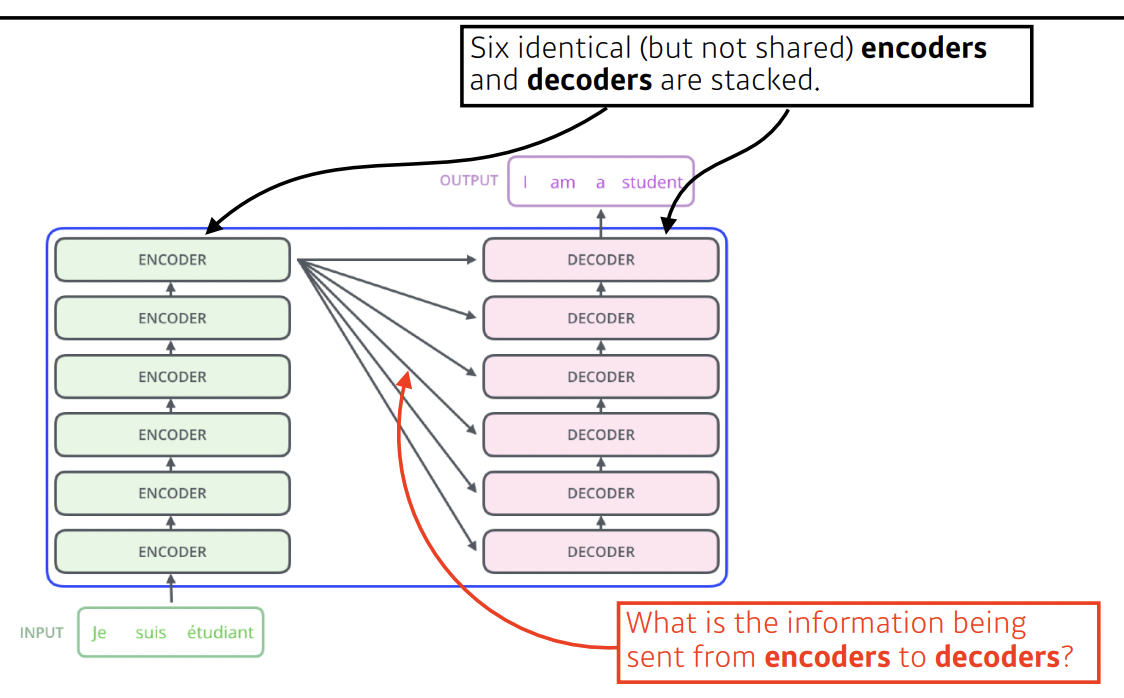 Six identical (but not shared) encoders
and decoders are stacked.
OUTPUT I am a student
ENCODER DECODER
ENCODER DECODER
ENCODER DECODER
ENCODER DECODER
ENCODER DECODER
ENCODER DECODER
INPUT Je suis étudiant
What is the information being
sent from encoders to decoders?